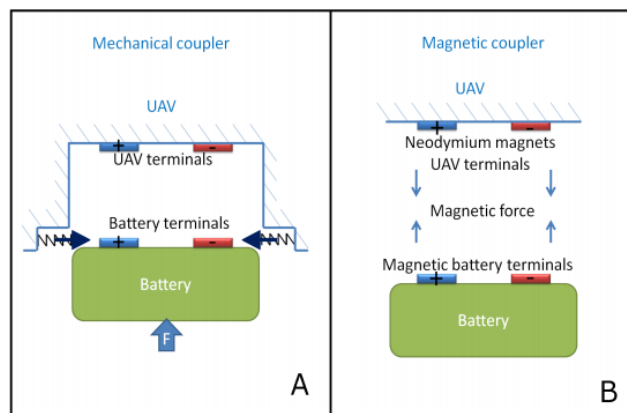 Mechanical coupler
UAV
+ -
UAV terminals
Battery terminals
+ -
Battery
F
A
Magnetic coupler
UAV
+ -
Neodymium magnets
UAV terminals
Magnetic force
Magnetic battery terminals
+ -
Battery
B